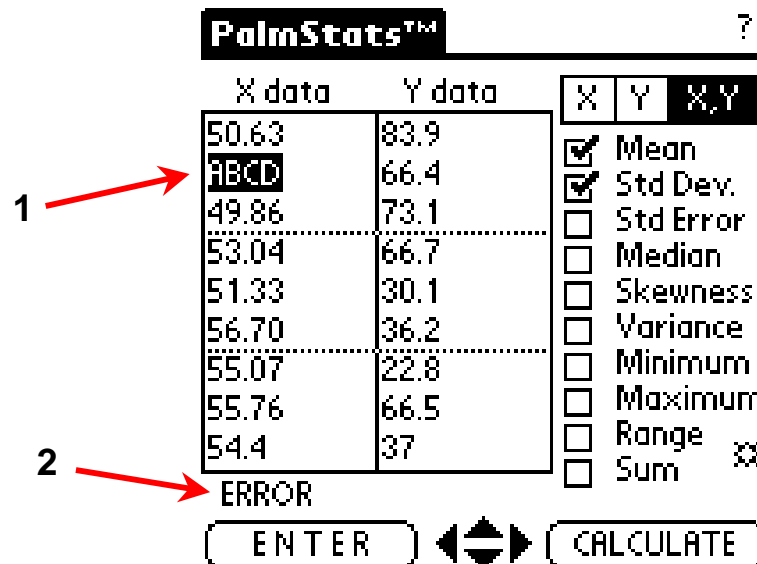 PalmStats™ ?
X data Y data X Y X,Y
50.63 83.9 Mean
1 ABCD 66.4 Std Dev.
49.86 73.1 Std Error
53.04 66.7 Median
51.33 30.1 Skewness
56.70 36.2 Variance
55.07 22.8 Minimum
55.76 66.5 Maximum
54.4 37 Range
2 ERROR Sum
ENTER CALCULATE